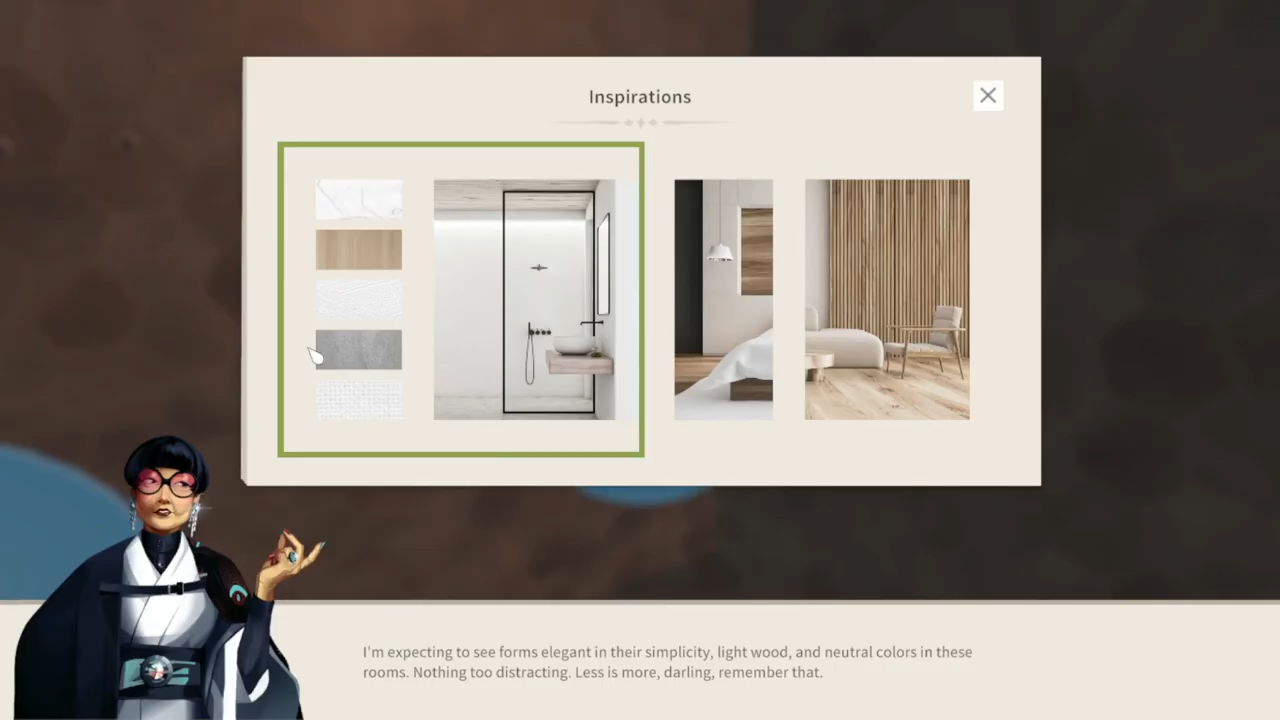 Inspirations
I'm expecting to see forms elegant in their simplicity, light wood, and neutral colors in these
rooms. Nothing too distracting. Less is more, darling, remember that.